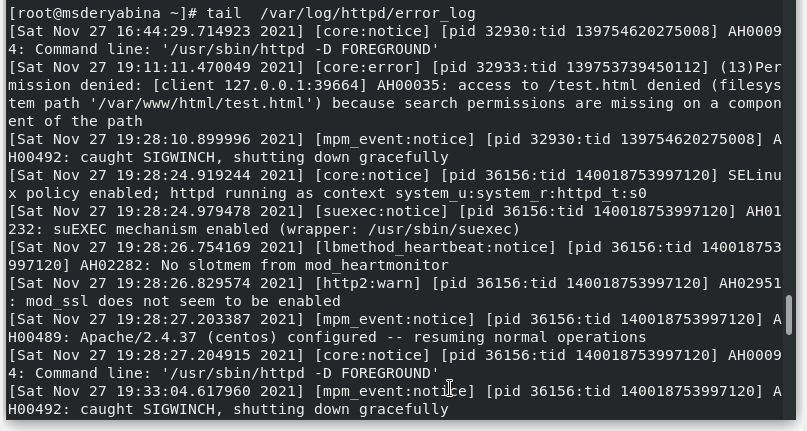 [root@msderyabina ~]# tail  /var/log/httpd/error_log
[Sat Nov 27 16:44:29.714923 2021] [core:notice] [pid 32930:tid 139754620275008] AH0009
4: Command line: '/usr/sbin/httpd -D FOREGROUND'
[Sat Nov 27 19:11:11.470049 2021] [core:error] [pid 32933:tid 139753739450112] (13)Per
mission denied: [client 127.0.0.1:39664] AH00035: access to /test.html denied (filesys
tem path '/var/www/html/test.html') because search permissions are missing on a compon
ent of the path
[Sat Nov 27 19:28:10.899996 2021] [mpm_event:notice] [pid 32930:tid 139754620275008] A
H00492: caught SIGWINCH, shutting down gracefully
[Sat Nov 27 19:28:24.919244 2021] [core:notice] [pid 36156:tid 140018753997120] SELinu
x policy enabled; httpd running as context system_u:system_r:httpd_t:s0
[Sat Nov 27 19:28:24.979478 2021] [suexec:notice] [pid 36156:tid 140018753997120] AH01
232: suEXEC mechanism enabled (wrapper: /usr/sbin/suexec)
[Sat Nov 27 19:28:26.754169 2021] [lbmethod_heartbeat:notice] [pid 36156:tid 140018753
997120] AH02282: No slotmem from mod_heartmonitor
[Sat Nov 27 19:28:26.829574 2021] [http2:warn] [pid 36156:tid 140018753997120] AH02951
: mod_ssl does not seem to be enabled
[Sat Nov 27 19:28:27.203387 2021] [mpm_event:notice] [pid 36156:tid 140018753997120] A
H00489: Apache/2.4.37 (centos) configured -- resuming normal operations
[Sat Nov 27 19:28:27.204915 2021] [core:notice] [pid 36156:tid 140018753997120] AH0009
4: Command line: '/usr/sbin/httpd -D FOREGROUND'
[Sat Nov 27 19:33:04.617960 2021] [mpm_event:notice] [pid 36156:tid 140018753997120] A
H00492: caught SIGWINCH, shutting down gracefully